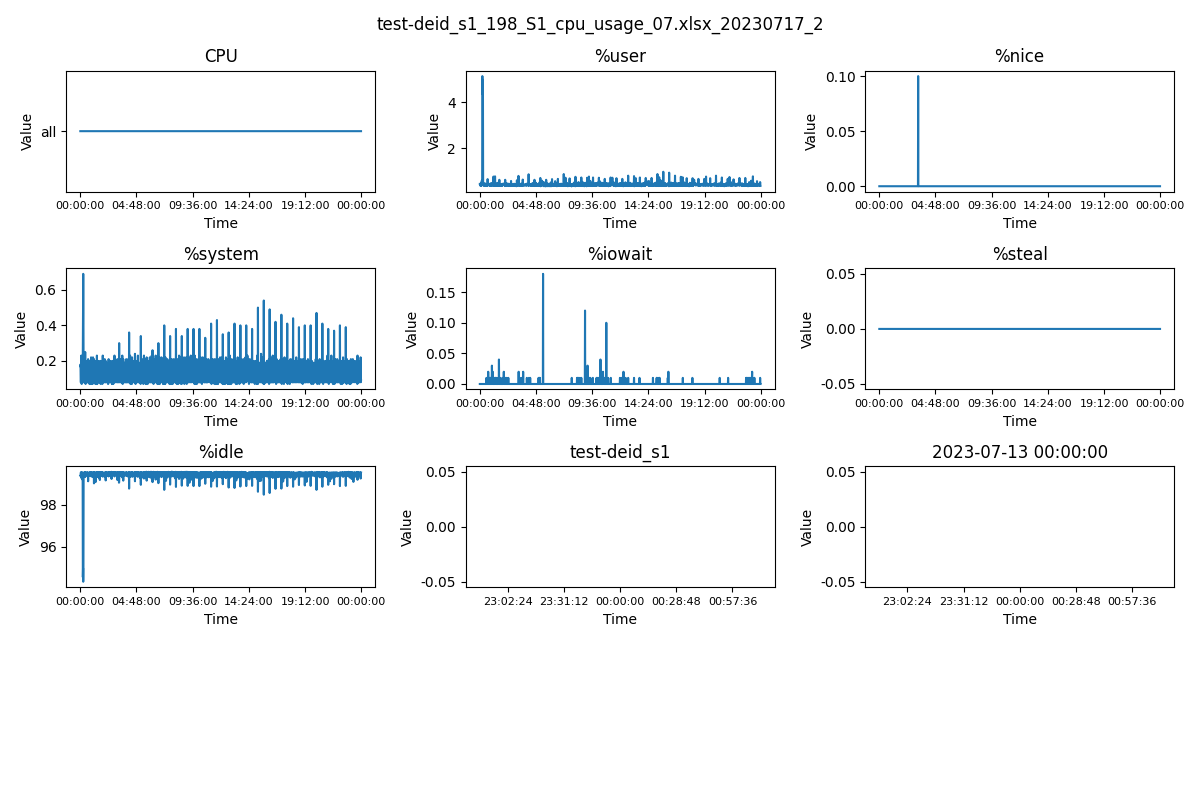 test-deid_s1_198_S1_cpu_usage_07.xlsx_20230717_2
CPU
Value
all
00:00:00 04:48:00 09:36:00 14:24:00 19:12:00 00:00:00
Time
%user
Value
4
2
00:00:00 04:48:00 09:36:00 14:24:00 19:12:00 00:00:00
Time
%nice
Value
0.10
0.05
0.00
00:00:00 04:48:00 09:36:00 14:24:00 19:12:00 00:00:00
Time
%system
Value
0.6
0.4
0.2
00:00:00 04:48:00 09:36:00 14:24:00 19:12:00 00:00:00
Time
%iowait
Value
0.15
0.10
0.05
0.00
00:00:00 04:48:00 09:36:00 14:24:00 19:12:00 00:00:00
Time
%steal
Value
0.05
0.00
-0.05
00:00:00 04:48:00 09:36:00 14:24:00 19:12:00 00:00:00
Time
%idle
Value
98
96
00:00:00 04:48:00 09:36:00 14:24:00 19:12:00 00:00:00
Time
test-deid_s1
Value
0.05
0.00
-0.05
23:02:24 23:31:12 00:00:00 00:28:48 00:57:36
Time
2023-07-13 00:00:00
Value
0.05
0.00
-0.05
23:02:24 23:31:12 00:00:00 00:28:48 00:57:36
Time